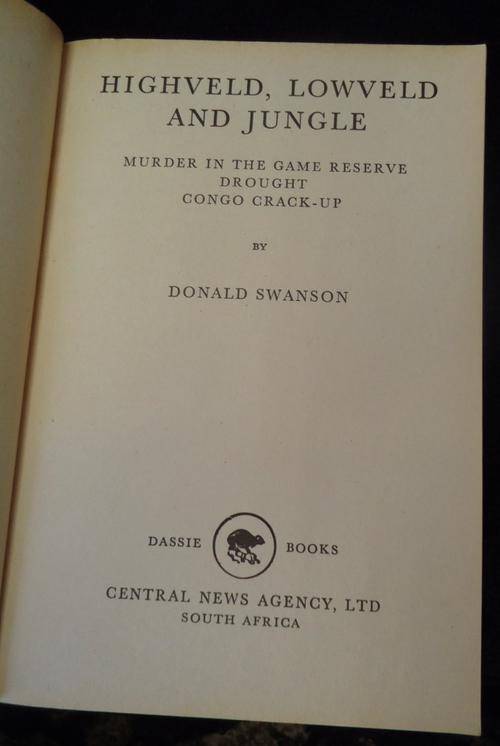 HIGHVELD, LOWVELD
AND JUNGLE
MURDER IN THE GAME RESERVE
DROUGHT
CONGO CRACK-UP
BY
DONALD SWANSON
DASSIE BOOKS
CENTRAL NEWS AGENCY, LTD
SOUTH AFRICA